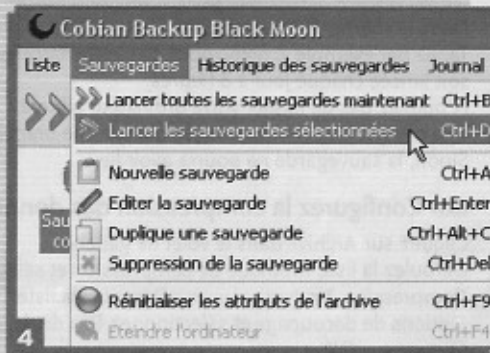 Cobian Backup Black Moon
Liste Sauvegardes Historique des sauvegardes Journal
Lancer toutes les sauvegardes maintenant Ctrl+B
Lancer les sauvegardes sélectionnées Ctrl+D
Nouvelle sauvegarde Ctrl+A
Editer la sauvegarde Ctrl+Enter
Duplique une sauvegarde Ctrl+Alt+C
Suppression de la sauvegarde Ctrl+Del
Réinitialiser les attributs de l'archive Ctrl+F9
Eteindre l'ordinateur Ctrl+F4
Sau
co
4